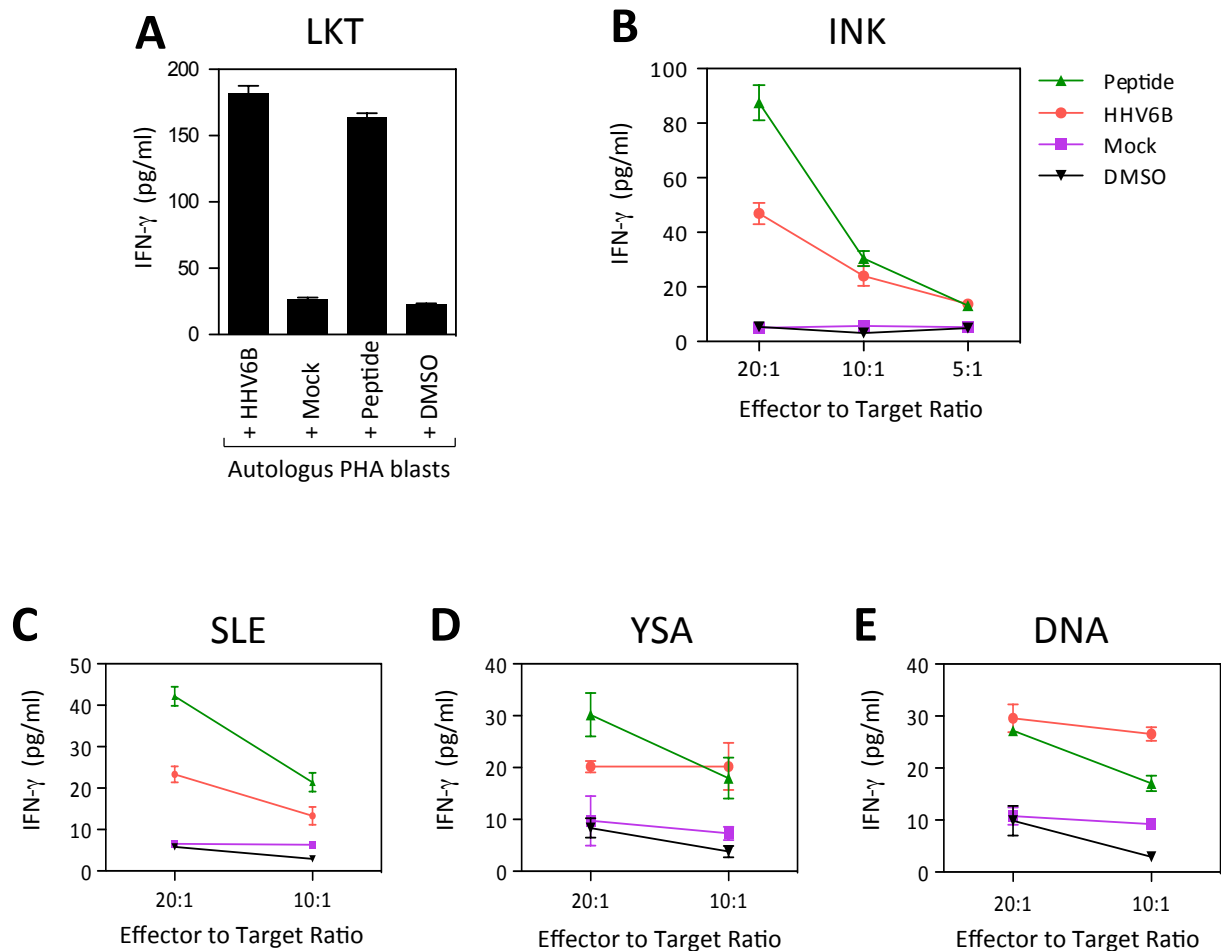 A LKT
200
150
100
50
0
IFN-γ (pg/ml)
+ HHV6B
+ Mock
+ Peptide
+ DMSO
Autologus PHA blasts
B INK
100
80
60
40
20
0
IFN-γ (pg/ml)
20:1 10:1 5:1
Effector to Target Ratio
Peptide
HHV6B
Mock
DMSO
C SLE
50
40
30
20
10
0
IFN-γ (pg/ml)
20:1 10:1
Effector to Target Ratio
D YSA
40
30
20
10
0
IFN-γ (pg/ml)
20:1 10:1
Effector to Target Ratio
E DNA
40
30
20
10
0
IFN-γ (pg/ml)
20:1 10:1
Effector to Target Ratio